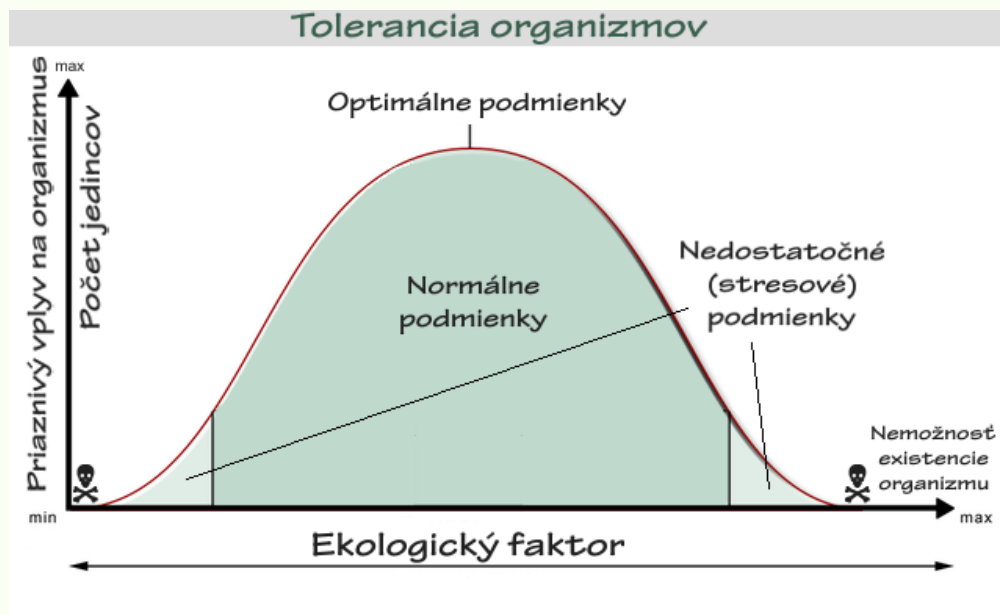 Tolerancia organizmov
max
Priaznivý vplyv na organizmus
Počet jedincov
Optimálne podmienky
Normálne
podmienky
Nedostatočné
(stresové)
podmienky
Nemožnosť
existencie
organizmu
min
max
Ekologický faktor